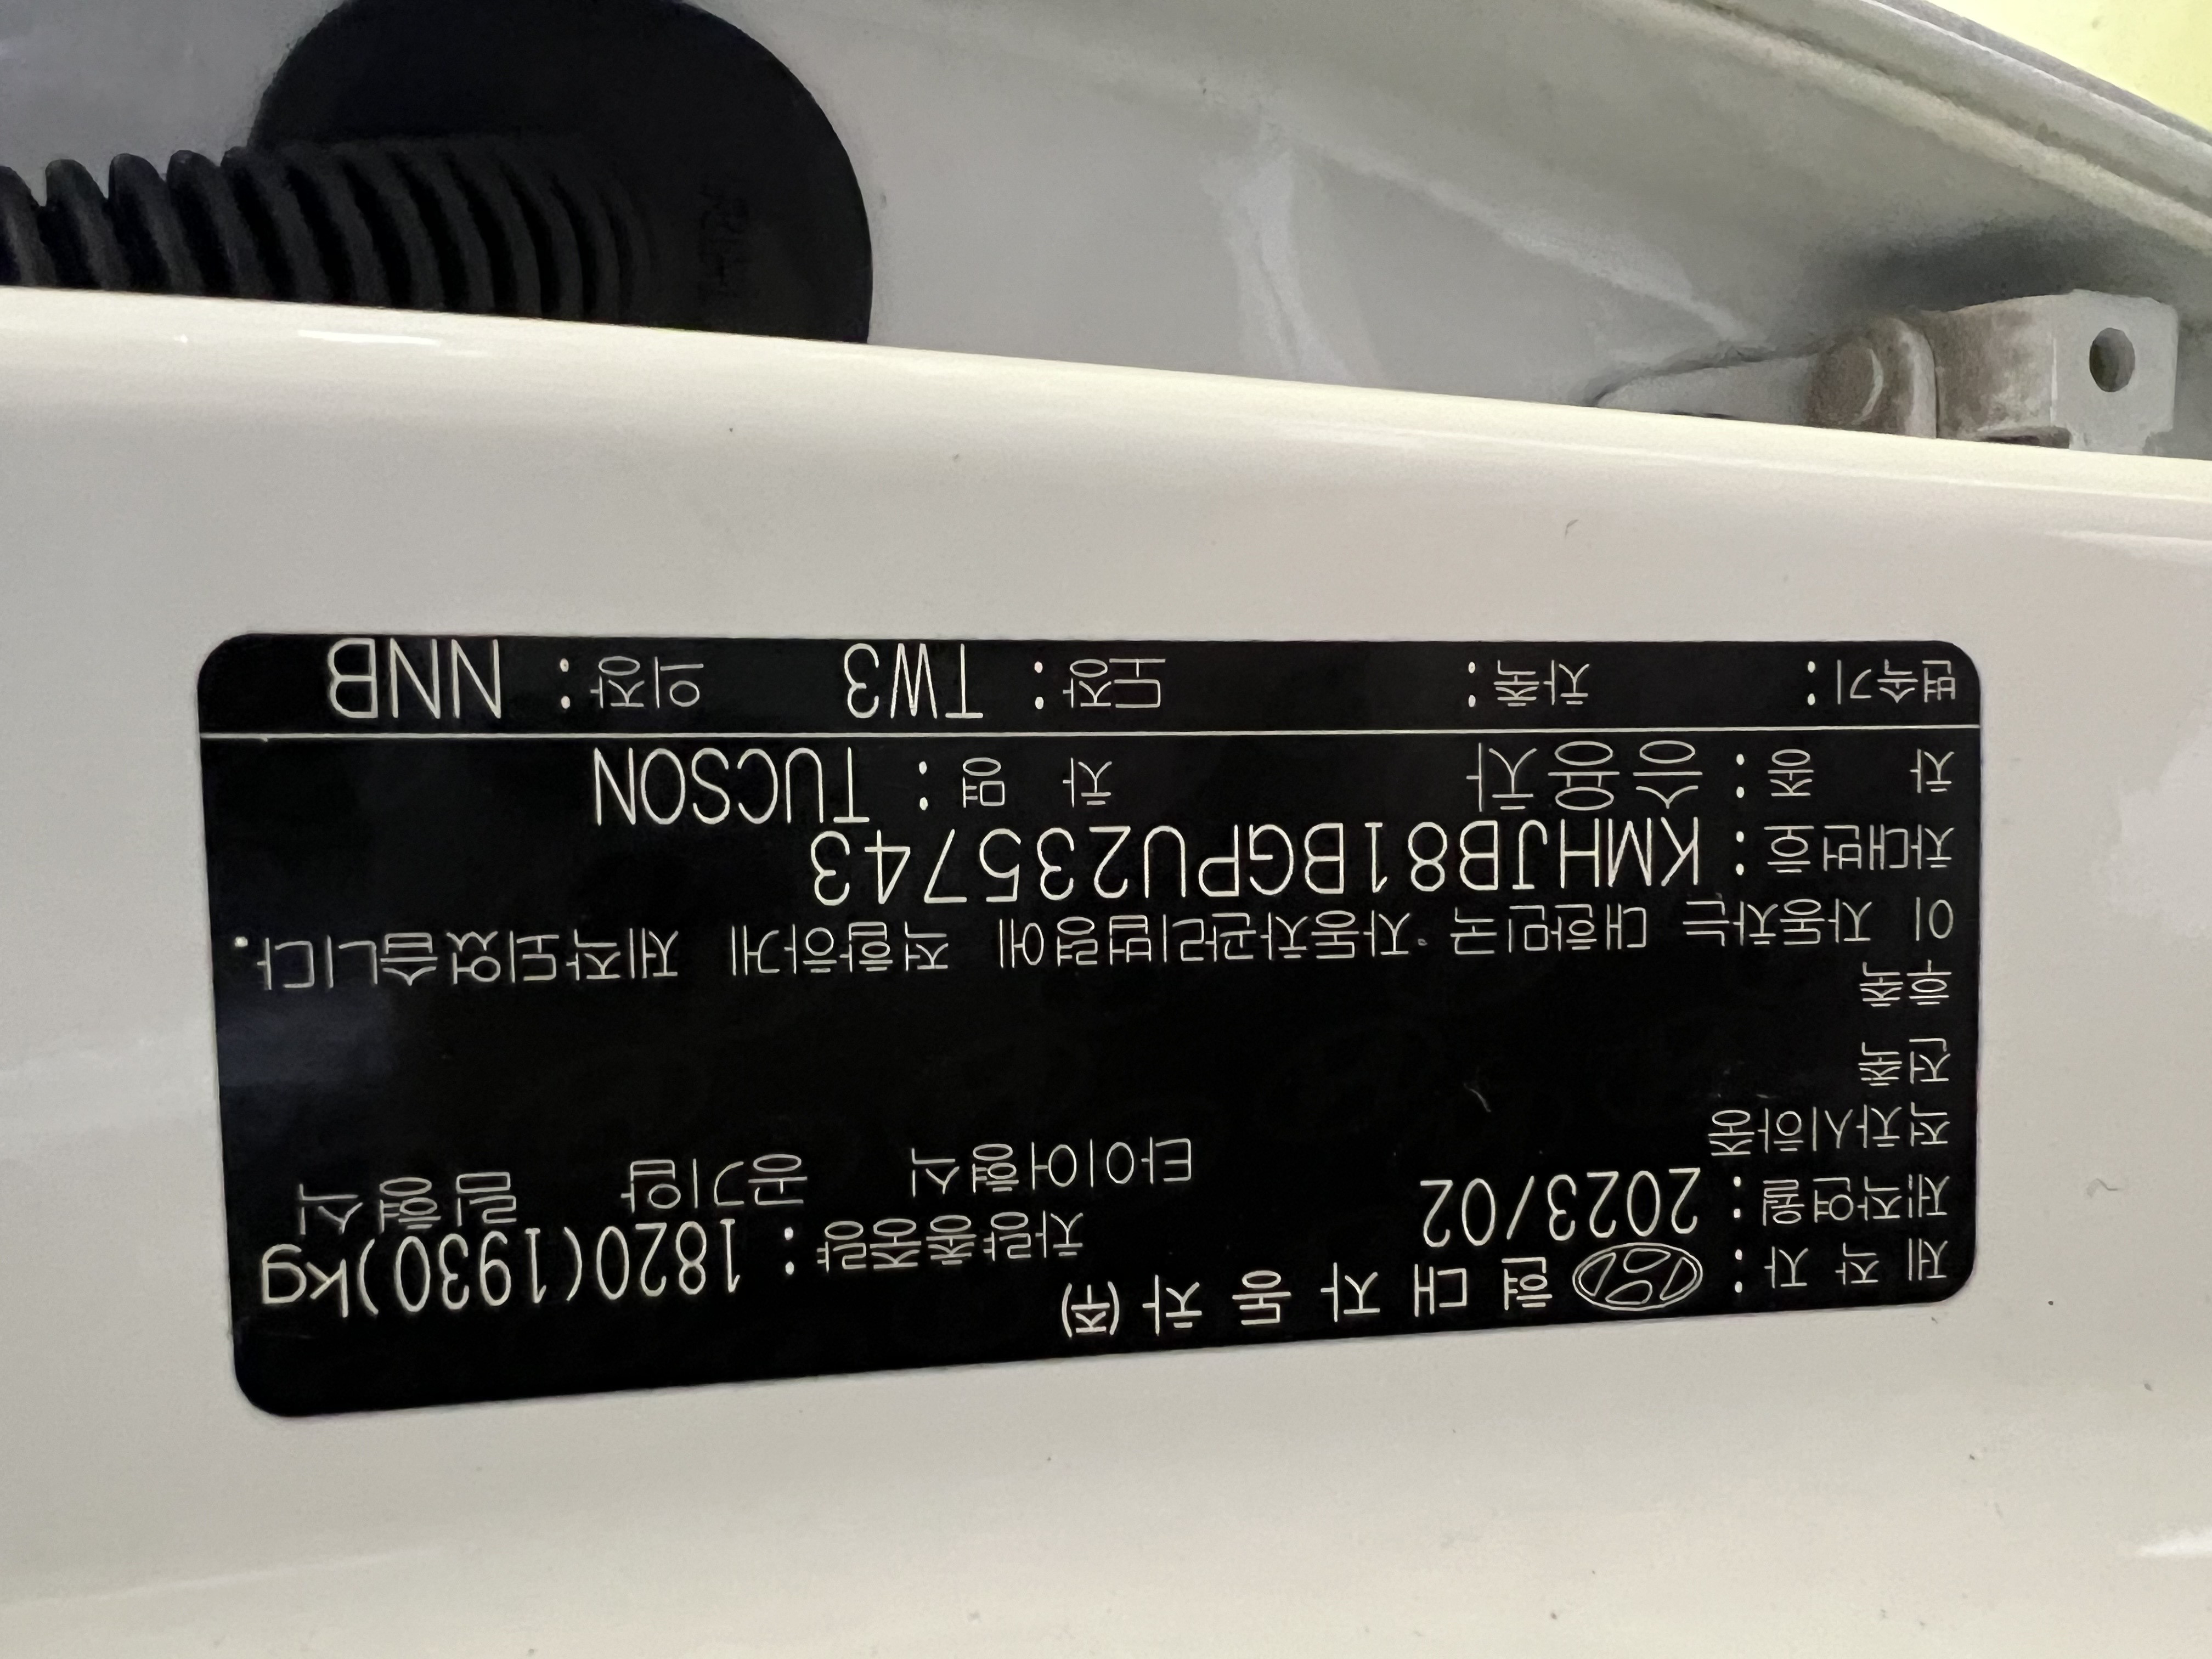 제 작 자 : 현 대 자 동 차 (주)
제작연월 : 2023/02 차량총중량 : 1820(1930)kg
적차시하중 타이어형식 공기압 림형식
전축
후축
이 자동차는 대한민국 자동차관리법령에 적합하게 제작되었습니다.
차대번호 : KMHJB81BGPU235743
차 종 : 승용차 차 명 : TUCSON
변속기 : 차축 : 도장 : TW3 의장 : NNB